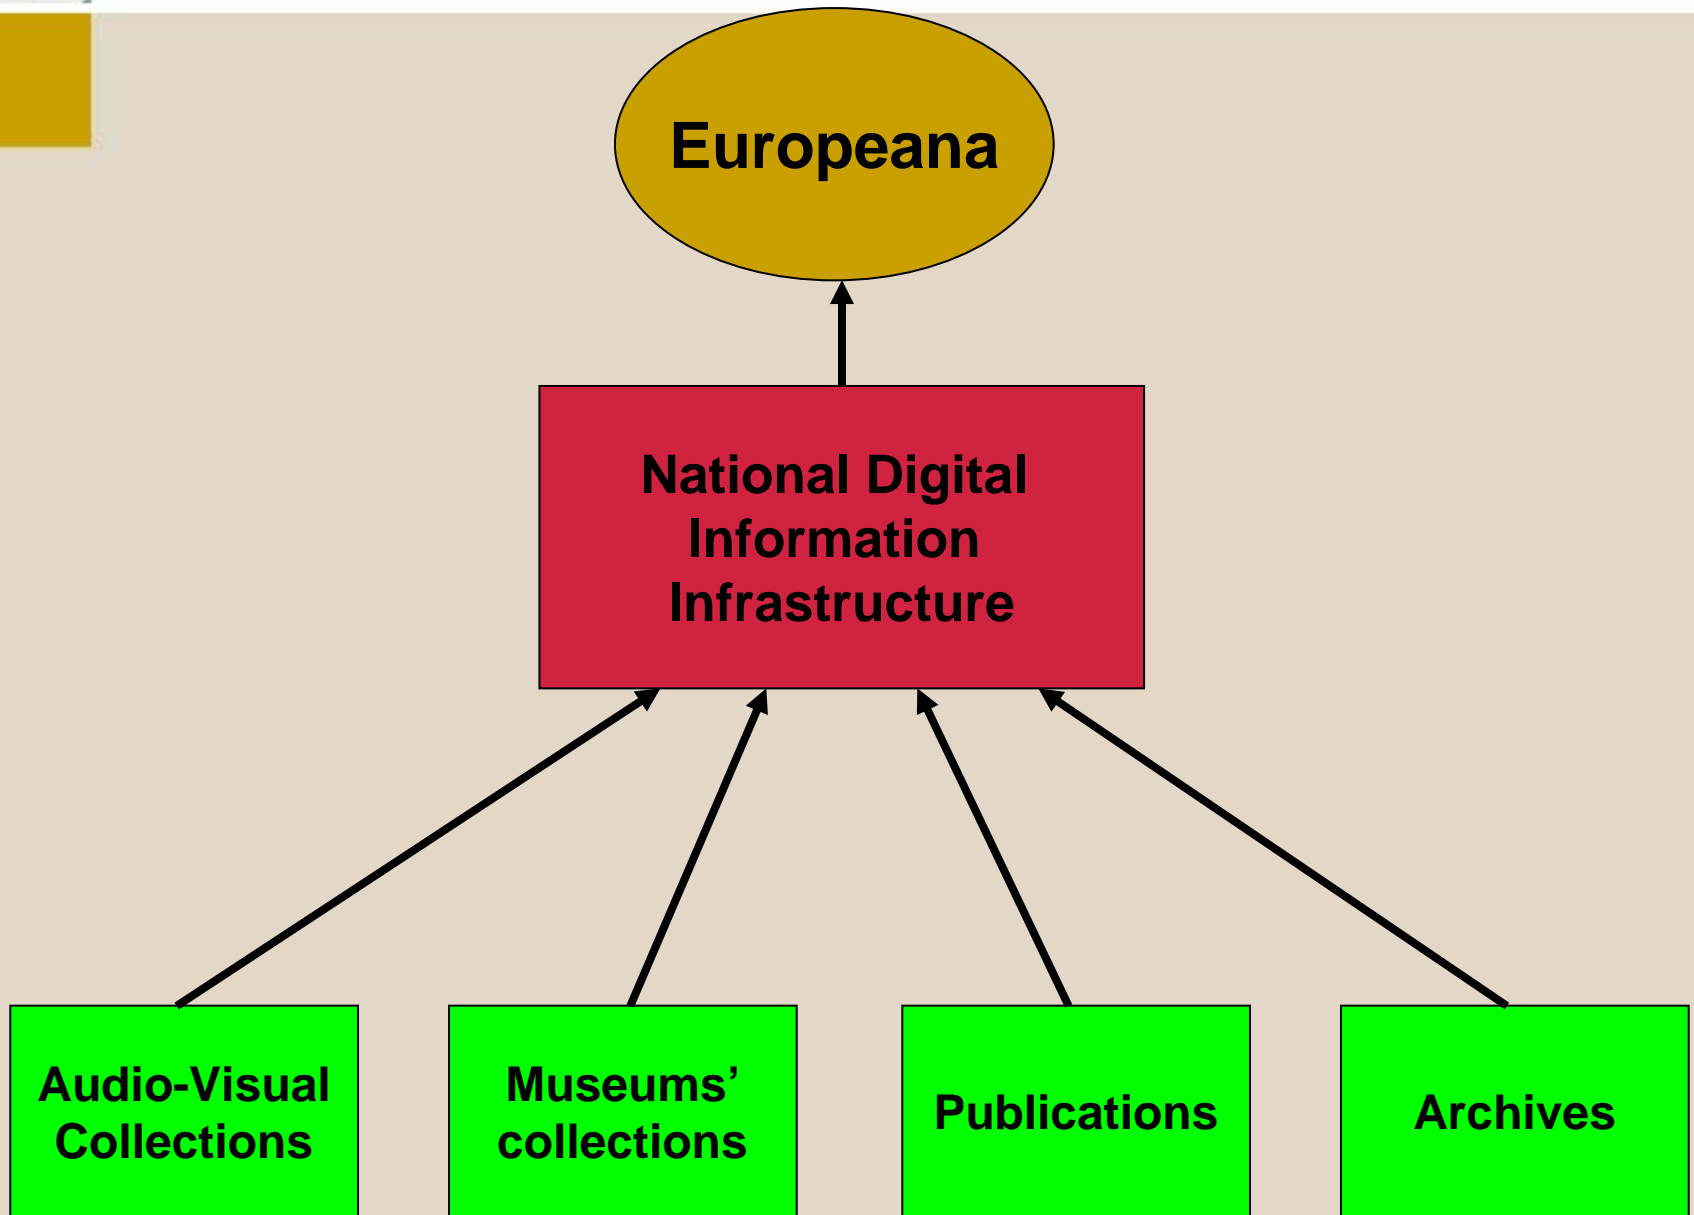 Europeana
National Digital
Information
Infrastructure
Audio-Visual
Collections
Museums’
collections
Publications
Archives